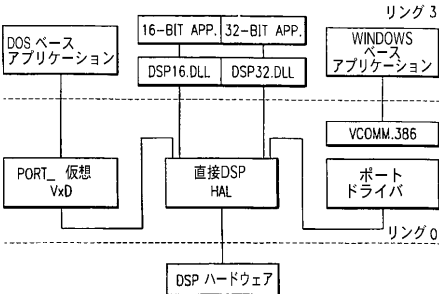 リング 3
DOS ベース
アプリケーション
16-BIT APP.
32-BIT APP.
DSP16.DLL
DSP32.DLL
WINDOWS
ベース
アプリケーション
VCOMM.386
PORT_ 仮想
VxD
直接DSP
HAL
ポート
ドライバ
リング 0
DSP ハードウェア